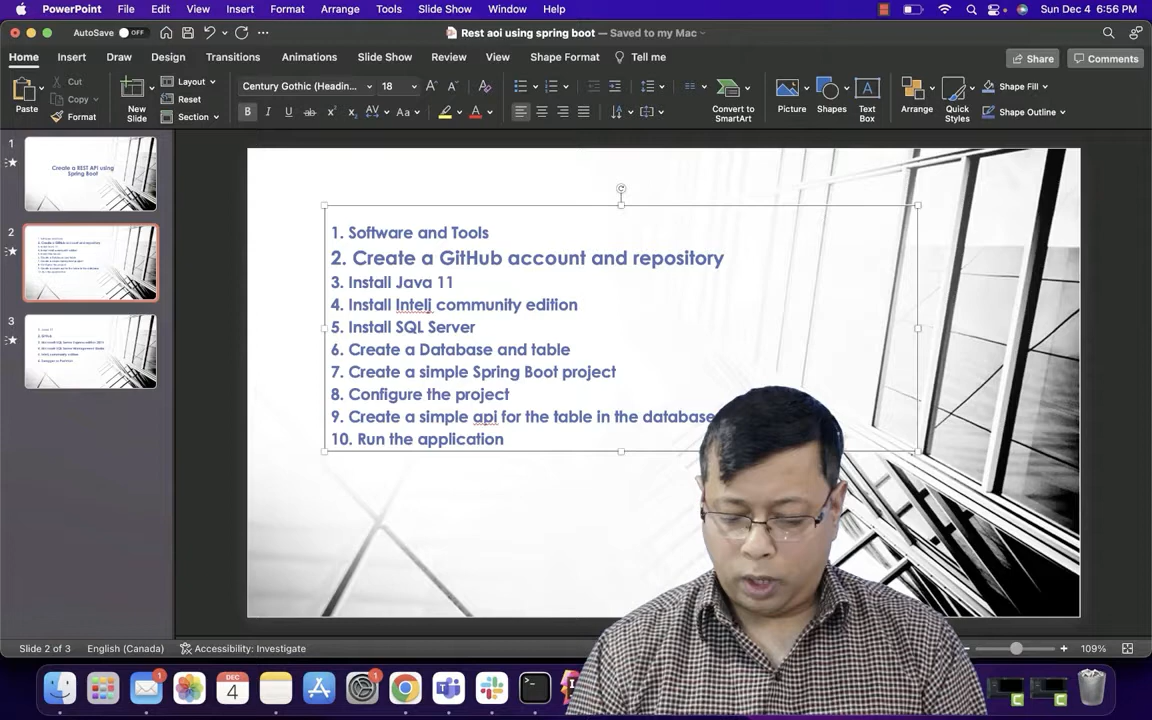 PowerPoint File Edit View Insert Format Arrange Tools Slide Show Window Help Sun Dec 4 6:56 PM
AutoSave OFF Rest aoi using spring boot — Saved to my Mac
Home Insert Draw Design Transitions Animations Slide Show Review View Shape Format Tell me Share Comments
Paste Cut Copy Format New Slide Layout Reset Section Century Gothic (Headin... 18 Convert to SmartArt Picture Shapes Text Box Arrange Quick Styles Shape Fill Shape Outline
1
Create a REST API using
Spring Boot
2
3
1. Software and Tools
2. Create a GitHub account and repository
3. Install Java 11
4. Install Intelj community edition
5. Install SQL Server
6. Create a Database and table
7. Create a simple Spring Boot project
8. Configure the project
9. Create a simple api for the table in the database
10. Run the application
Slide 2 of 3 English (Canada) Accessibility: Investigate 109%
1
DEC
4
1